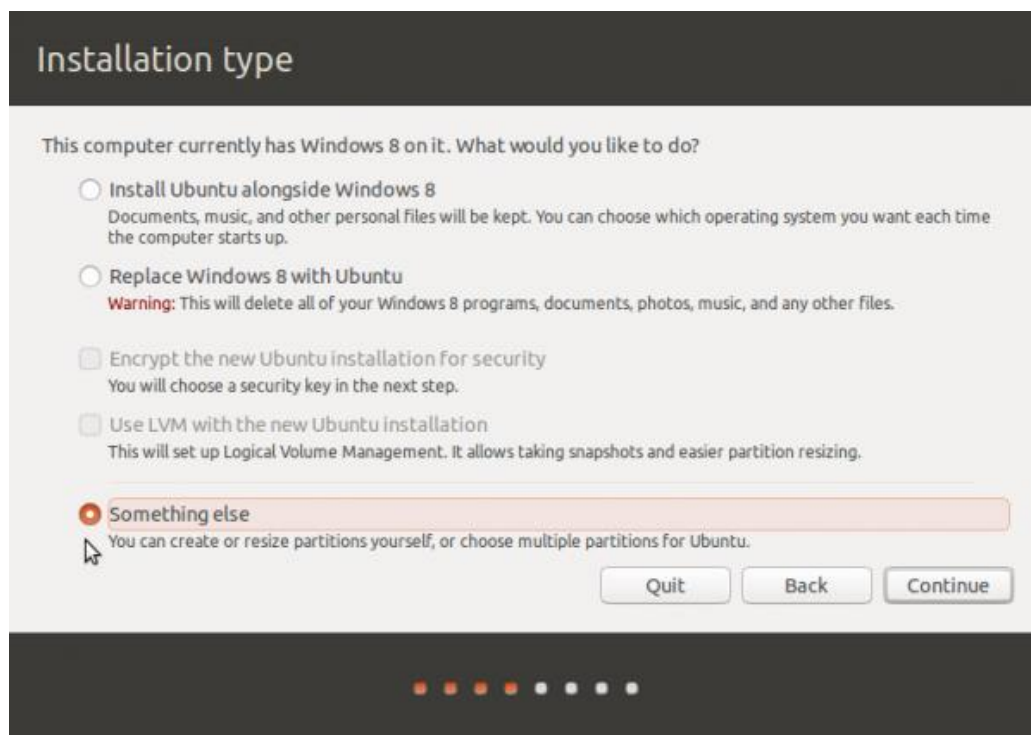 Installation type
This computer currently has Windows 8 on it. What would you like to do?
Install Ubuntu alongside Windows 8
Documents, music, and other personal files will be kept. You can choose which operating system you want each time
the computer starts up.
Replace Windows 8 with Ubuntu
Warning: This will delete all of your Windows 8 programs, documents, photos, music, and any other files.
Encrypt the new Ubuntu installation for security
You will choose a security key in the next step.
Use LVM with the new Ubuntu installation
This will set up Logical Volume Management. It allows taking snapshots and easier partition resizing.
Something else
You can create or resize partitions yourself, or choose multiple partitions for Ubuntu.
Quit Back Continue